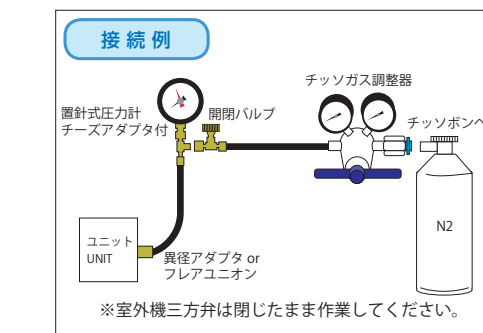 接続例
置針式圧力計
チーズアダプタ付
開閉バルブ
チッソガス調整器
チッソボンベ
N2
ユニット
UNIT
異径アダプタ or
フレアユニオン
※室外機三方弁は閉じたまま作業してください。